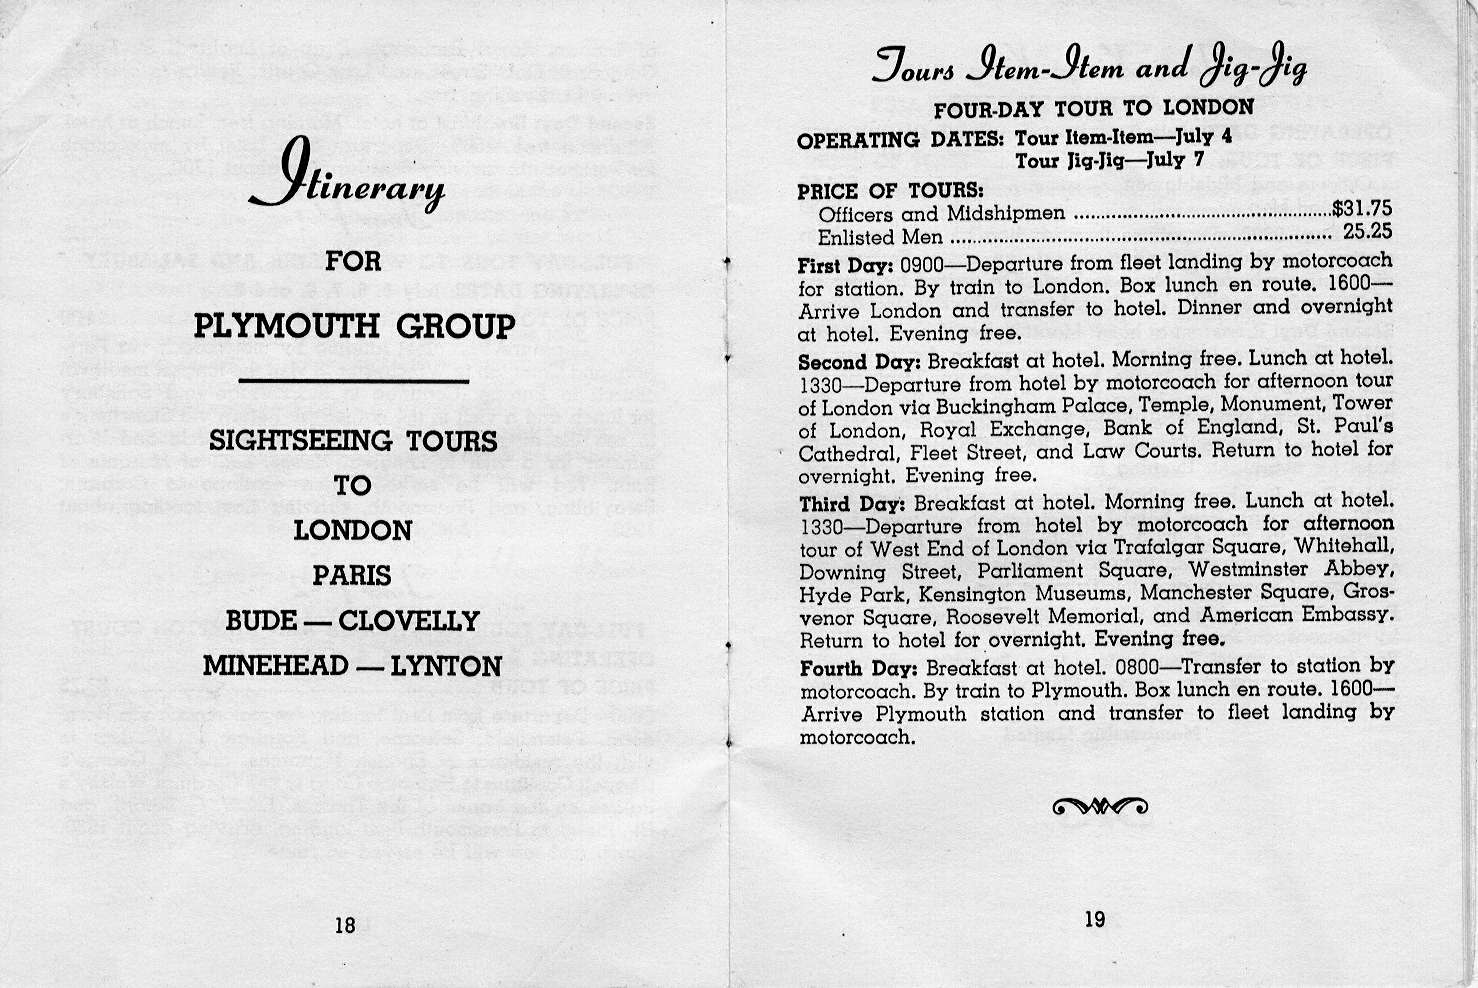 Itinerary
FOR
PLYMOUTH GROUP
SIGHTSEEING TOURS
TO
LONDON
PARIS
BUDE — CLOVELLY
MINEHEAD — LYNTON
18
Tours Item-Item and Jig-Jig
FOUR-DAY TOUR TO LONDON
OPERATING DATES: Tour Item-Item—July 4
Tour Jig-Jig—July 7
PRICE OF TOURS:
Officers and Midshipmen ..............................................$31.75
Enlisted Men .................................................................. 25.25
First Day: 0900—Departure from fleet landing by motorcoach
for station. By train to London. Box lunch en route. 1600—
Arrive London and transfer to hotel. Dinner and overnight
at hotel. Evening free.
Second Day: Breakfast at hotel. Morning free. Lunch at hotel.
1330—Departure from hotel by motorcoach for afternoon tour
of London via Buckingham Palace, Temple, Monument, Tower
of London, Royal Exchange, Bank of England, St. Paul's
Cathedral, Fleet Street, and Law Courts. Return to hotel for
overnight. Evening free.
Third Day: Breakfast at hotel. Morning free. Lunch at hotel.
1330—Departure from hotel by motorcoach for afternoon
tour of West End of London via Trafalgar Square, Whitehall,
Downing Street, Parliament Square, Westminster Abbey,
Hyde Park, Kensington Museums, Manchester Square, Gros-
venor Square, Roosevelt Memorial, and American Embassy.
Return to hotel for overnight. Evening free.
Fourth Day: Breakfast at hotel. 0800—Transfer to station by
motorcoach. By train to Plymouth. Box lunch en route. 1600—
Arrive Plymouth station and transfer to fleet landing by
motorcoach.
19